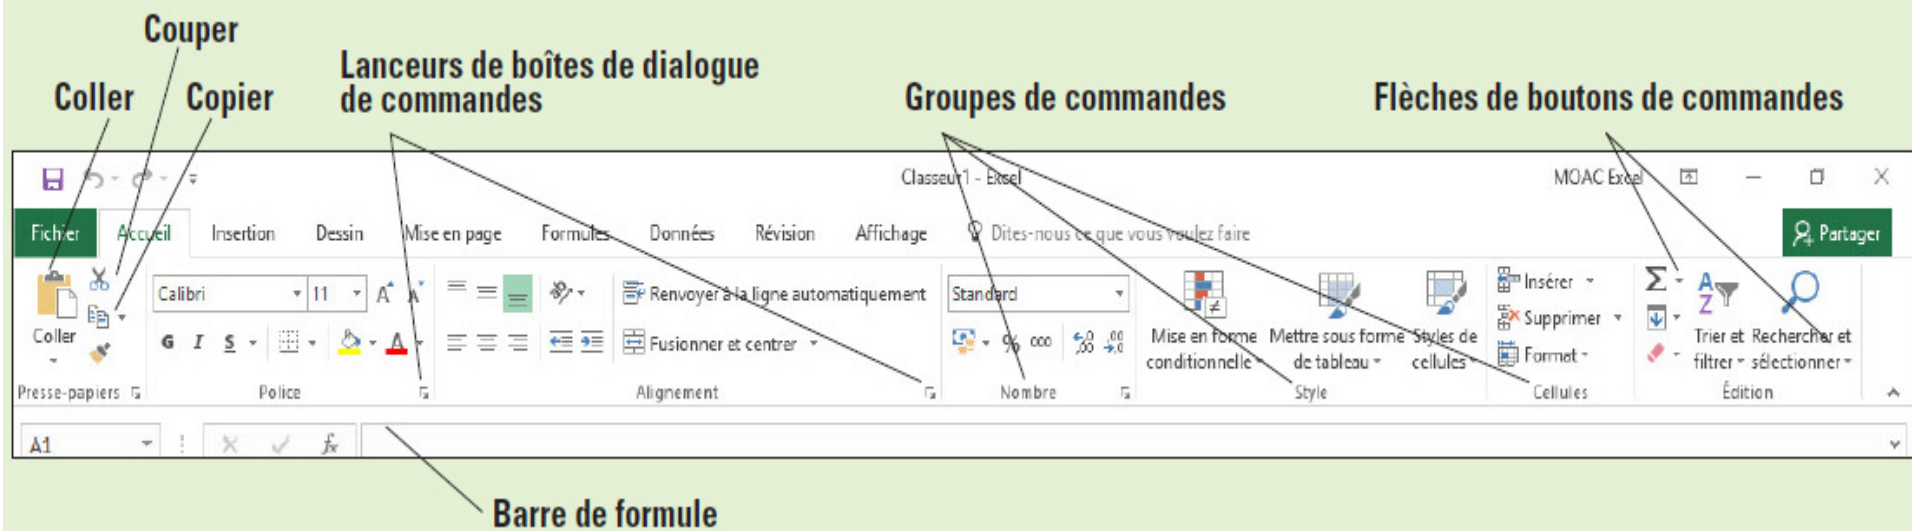 Couper
Lanceurs de boîtes de dialogue
de commandes
Coller
Copier
Groupes de commandes
Flèches de boutons de commandes
Classeur1 - Excel
MOAC Excel
Fichier
Accueil
Insertion
Dessin
Mise en page
Formules
Données
Révision
Affichage
Dites-nous ce que vous voulez faire
Partager
Calibri
11
A A
Renvoyer à la ligne automatiquement
Standard
Insérer
Σ
A
Z
Supprimer
Coller
G I S
A
Fusionner et centrer
% 000
Mise en forme
conditionnelle
Mettre sous forme
de tableau
Styles de
cellules
Format
Trier et
filtrer
Rechercher et
sélectionner
Presse-papiers
Police
Alignement
Nombre
Style
Cellules
Édition
A1
fx
Barre de formule